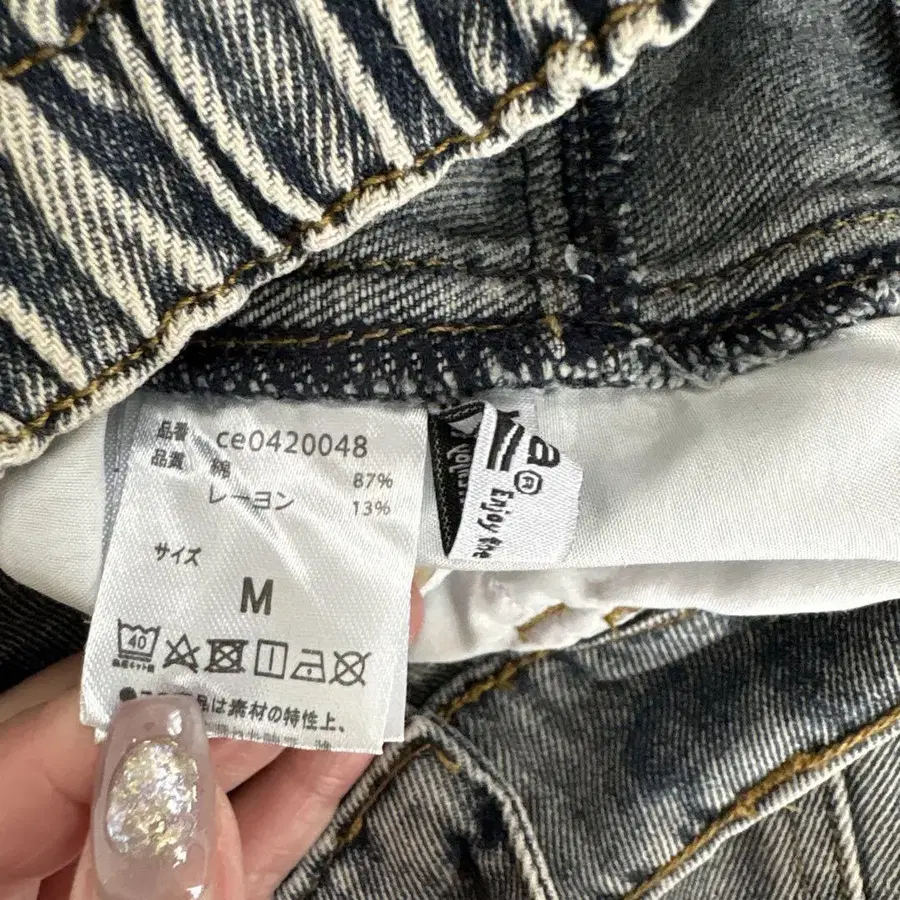 品番 ce0420048
品質 綿 87%
レーヨン 13%
サイズ
M
40
は素材の特性上、
a
®
Enjoy the